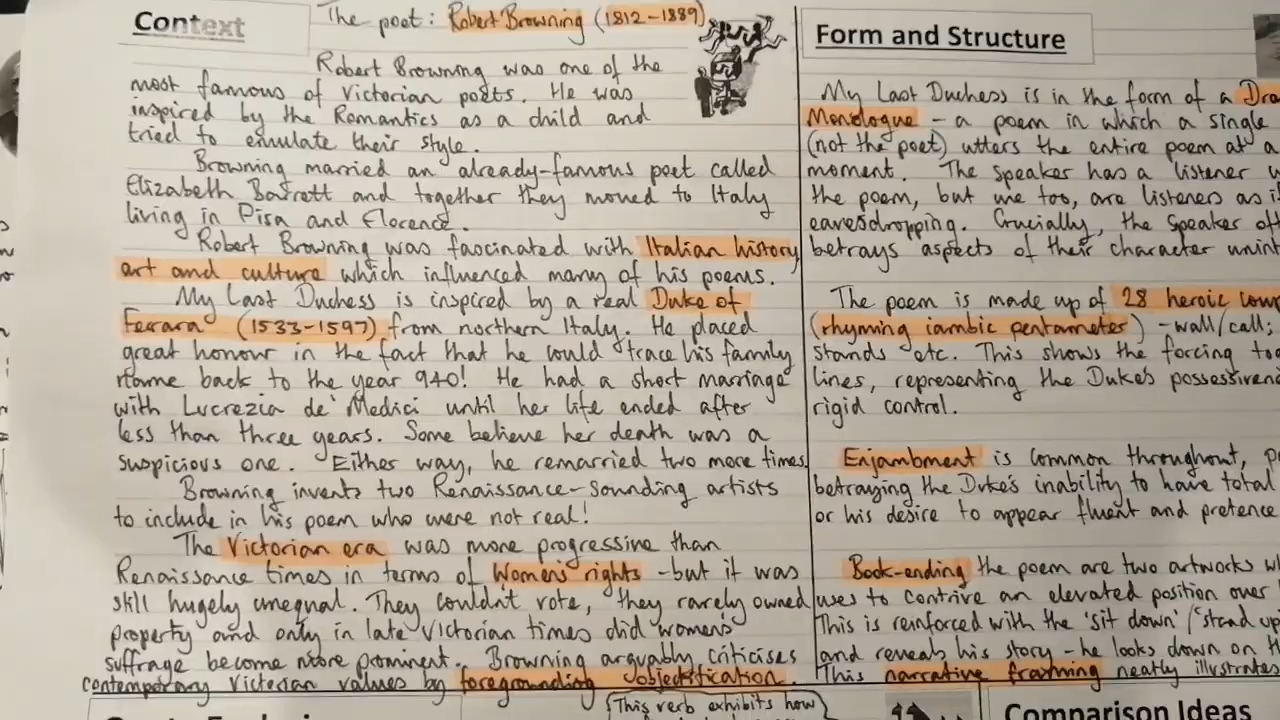 Context
The poet: Robert Browning (1812-1889)
Robert Browning was one of the
most famous of Victorian poets. He was
inspired by the Romantics as a child and
tried to emulate their style.
Browning married an already-famous poet called
Elizabeth Barrett and together they moved to Italy
living in Pisa and Florence.
Robert Browning was fascinated with Italian history,
art and culture which influenced many of his poems.
My Last Duchess is inspired by a real Duke of
Ferrara (1533-1597) from northern Italy. He placed
great honour in the fact that he could trace his family
name back to the year 940! He had a short marriage
with Lucrezia de' Medici until her life ended after
less than three years. Some believe her death was a
suspicious one. Either way, he remarried two more times.
Browning invents two Renaissance-sounding artists
to include in his poem who were not real!
The Victorian era was more progressive than
Renaissance times in terms of Women's rights - but it was
still hugely unequal. They couldn't vote, they rarely owned
property and only in late Victorian times did women's
suffrage become more prominent. Browning arguably criticises
contemporary Victorian values by foregrounding objectification.
Form and Structure
My Last Duchess is in the form of a Dra
Monologue - a poem in which a single
(not the poet) utters the entire poem at a
moment. The speaker has a listener
the poem, but we too, are listeners as i
eavesdropping. Crucially, the speaker oft
betrays aspects of their character unint
The poem is made up of 28 heroic coup
(rhyming iambic pentameter) - wall/call;
stands etc. This shows the forcing tog
lines, representing the Duke's possessiven
rigid control.
Enjambment is common throughout, p
betraying the Duke's inability to have total
or his desire to appear fluent and pretence
Book-ending the poem are two artworks wh
uses to contrive an elevated position over
This is reinforced with the 'sit down'/'stand up
and reveals his story - he looks down on th
This narrative framing neatly illustrates
This verb exhibits how
Comparison Ideas